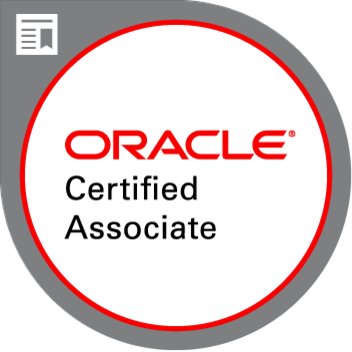 ORACLE®
Certified
Associate